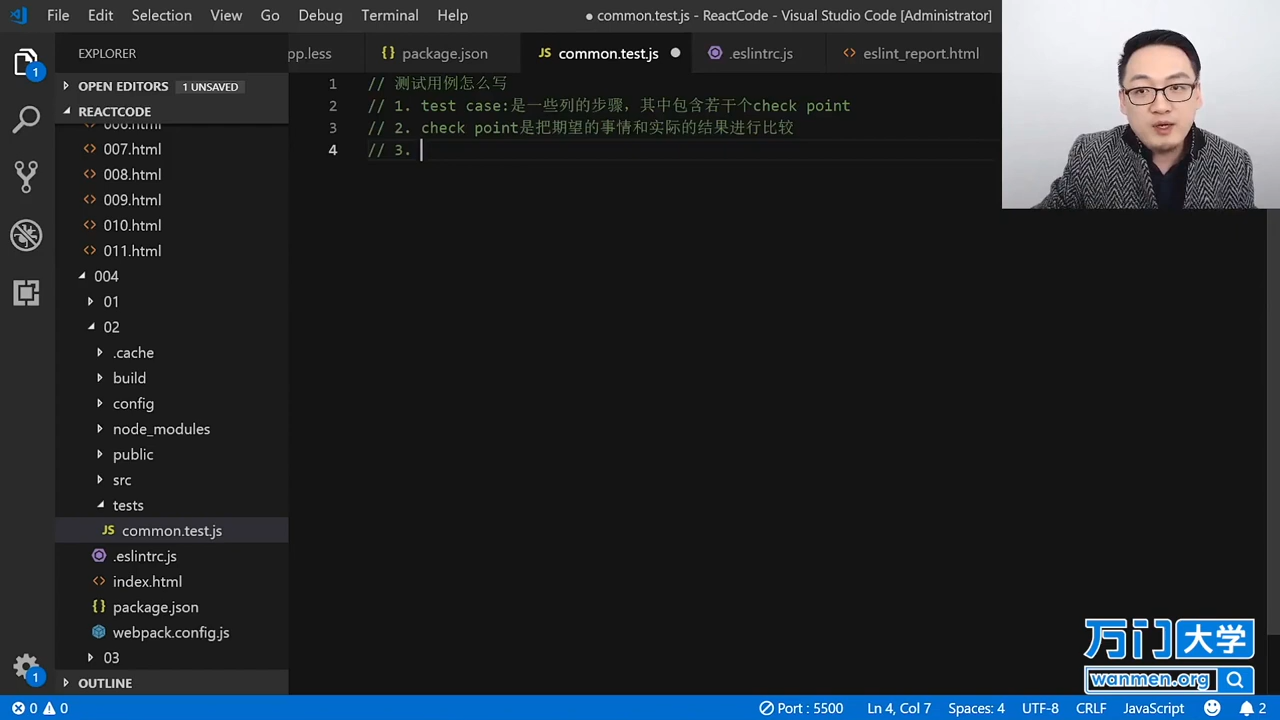 File Edit Selection View Go Debug Terminal Help
● common.test.js - ReactCode - Visual Studio Code [Administrator]
EXPLORER
pp.less
{} package.json
JS common.test.js
.eslintrc.js
<> eslint_report.html
OPEN EDITORS 1 UNSAVED
REACTCODE
<> 007.html
<> 008.html
<> 009.html
<> 010.html
<> 011.html
004
01
02
.cache
build
config
node_modules
public
src
tests
JS common.test.js
.eslintrc.js
<> index.html
{} package.json
webpack.config.js
03
OUTLINE
1 // 测试用例怎么写
2 // 1. test case:是一些列的步骤，其中包含若干个check point
3 // 2. check point是把期望的事情和实际的结果进行比较
4 // 3.
1
1
万门大学
wanmen.org
0 0
Port : 5500
Ln 4, Col 7
Spaces: 4
UTF-8
CRLF
JavaScript
2